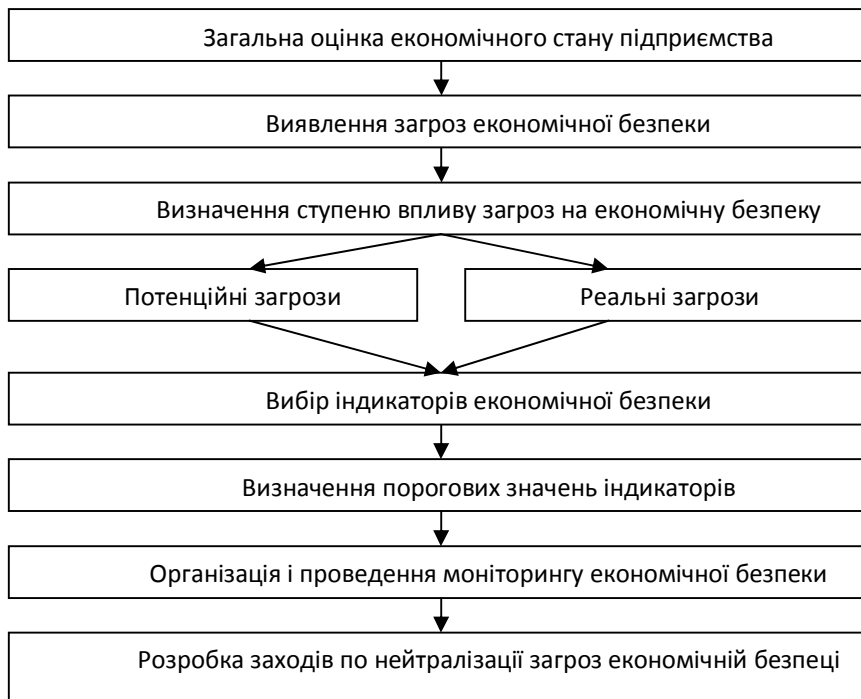 Загальна оцінка економічного стану підприємства
Виявлення загроз економічної безпеки
Визначення ступеню впливу загроз на економічну безпеку
Потенційні загрози
Реальні загрози
Вибір індикаторів економічної безпеки
Визначення порогових значень індикаторів
Організація і проведення моніторингу економічної безпеки
Розробка заходів по нейтралізації загроз економічній безпеці